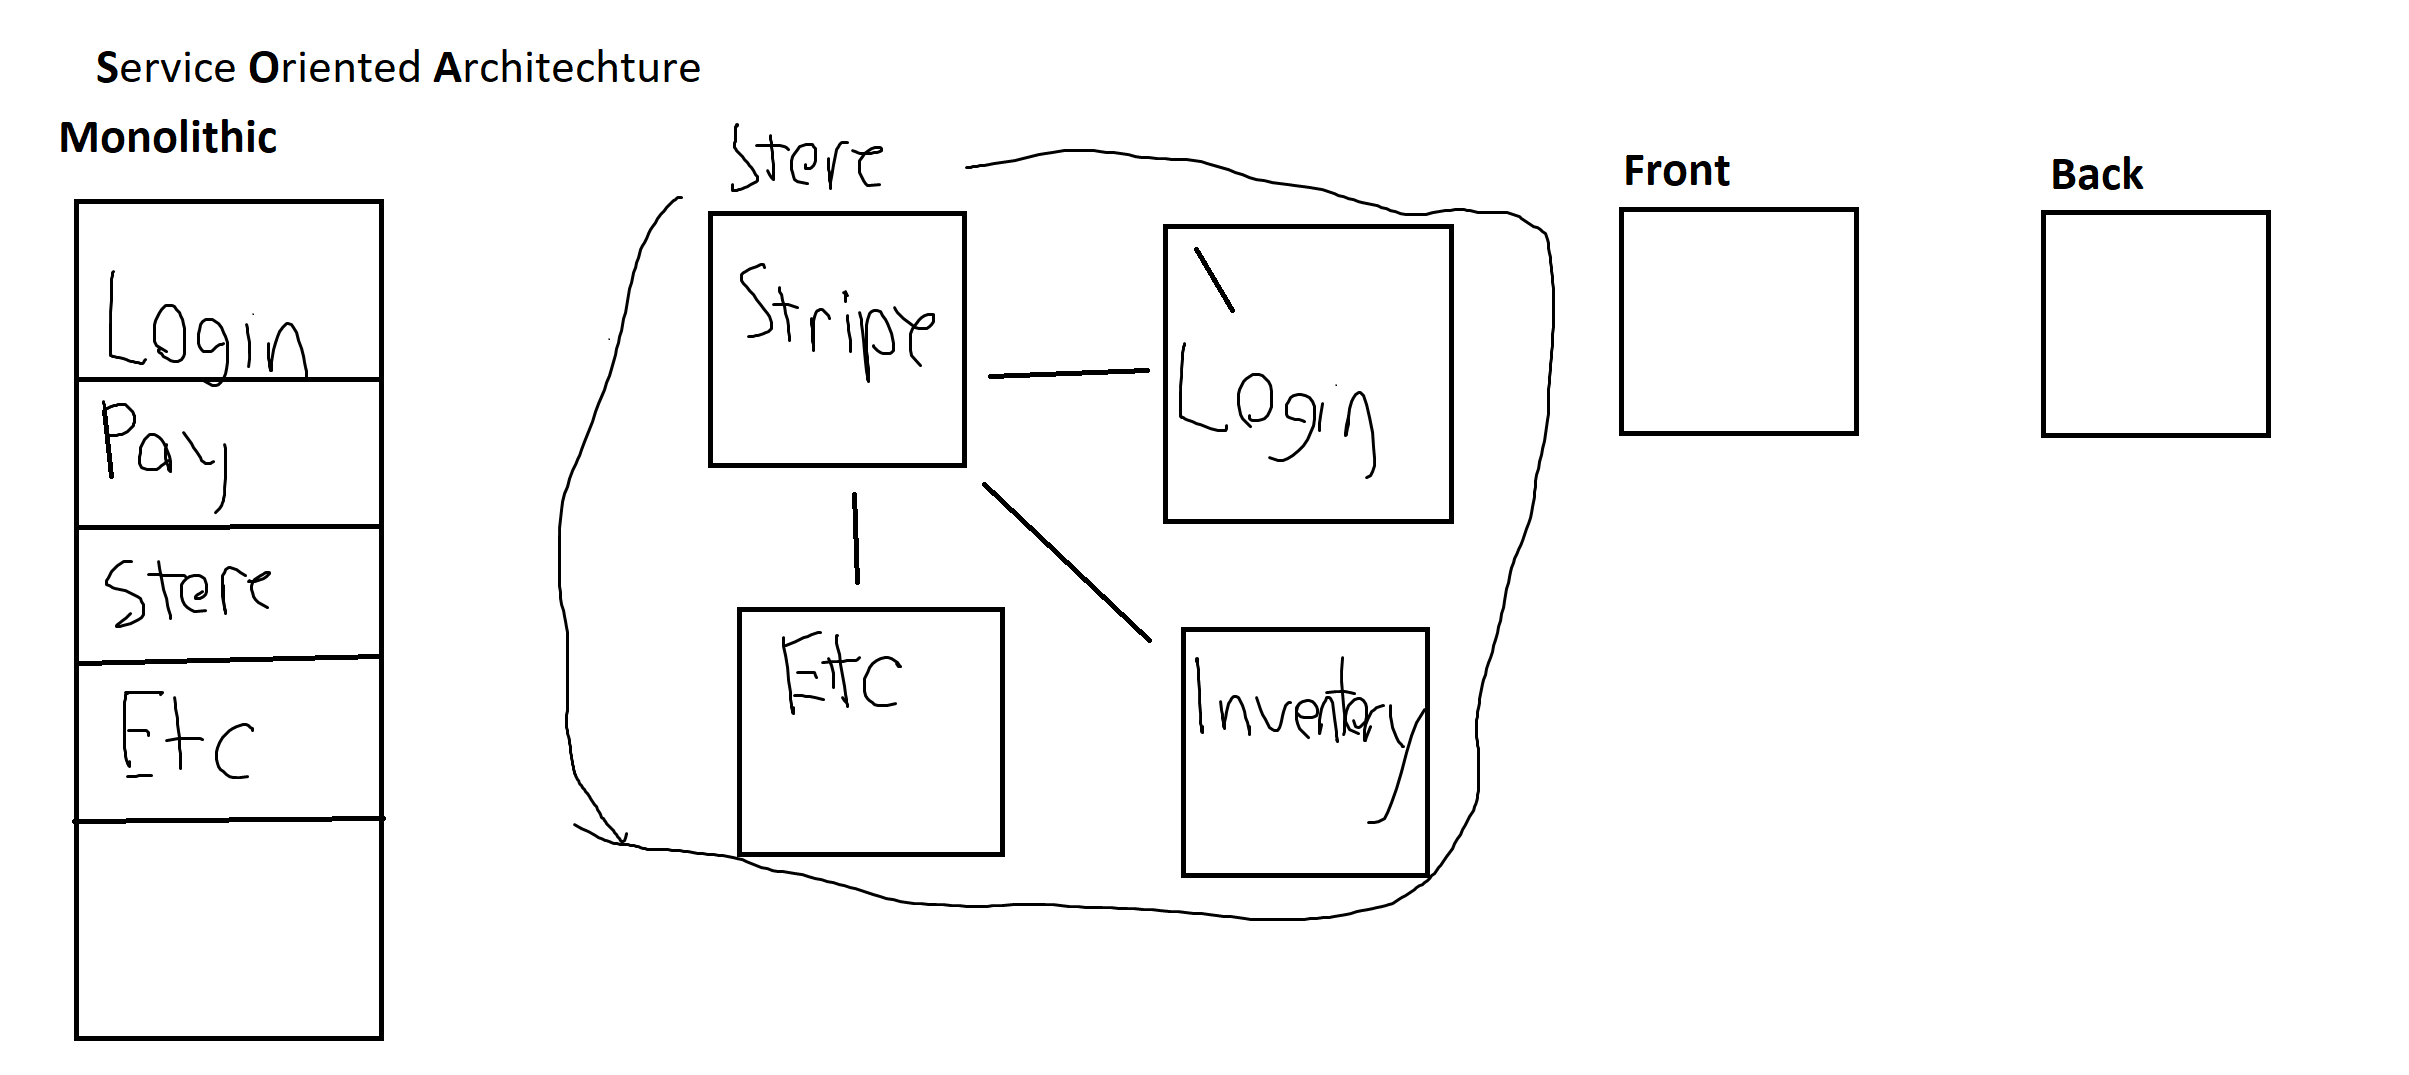 Service Oriented Architechture
Monolithic
Login
Pay
Store
Etc
Store
Stripe
Login
Etc
Inventory
Front
Back